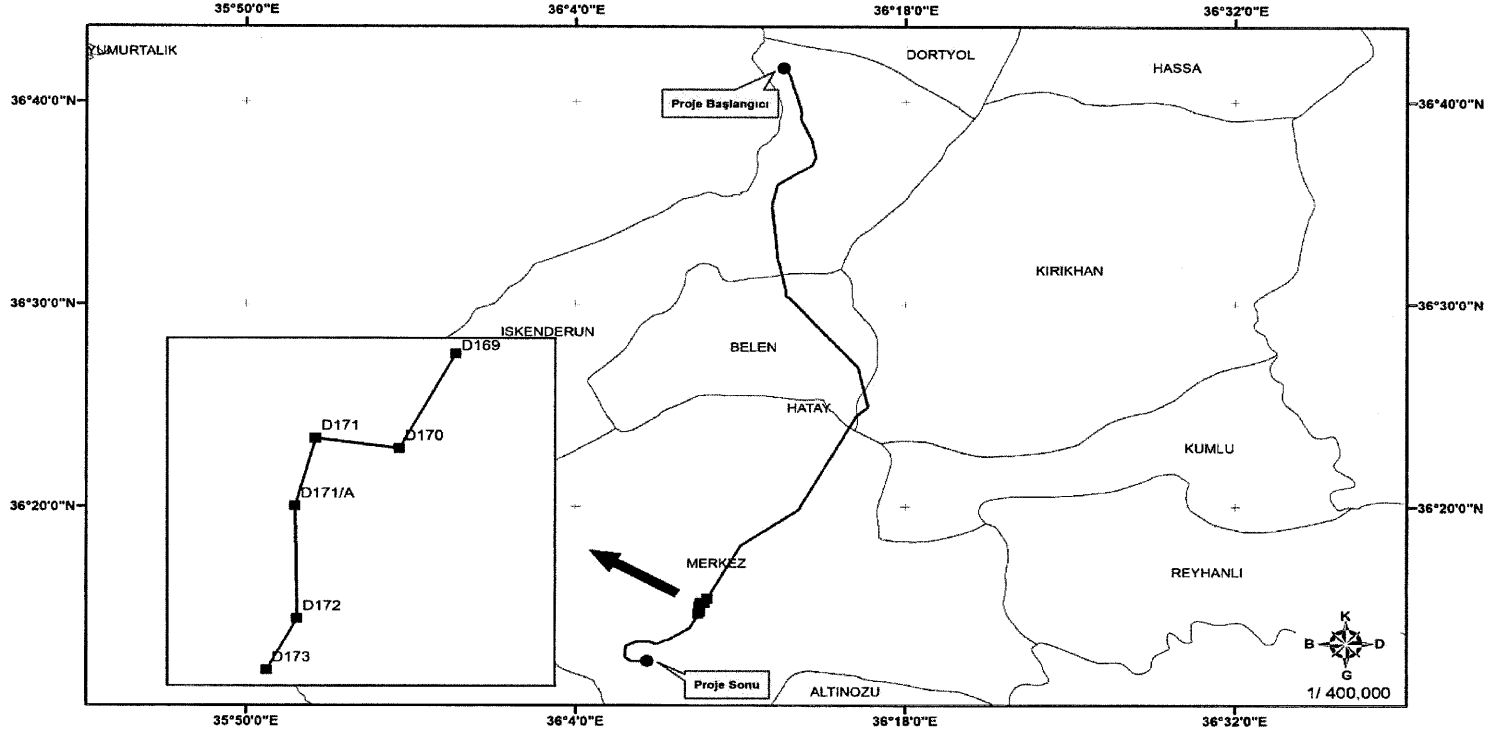 35°50'0"E 36°4'0"E 36°18'0"E 36°32'0"E
YUMURTALIK
DORTYOL
HASSA
36°40'0"N
Proje Başlangıcı
36°40'0"N
KIRIKHAN
36°30'0"N
36°30'0"N
ISKENDERUN
BELEN
D169
HATAY
D171
D170
KUMLU
D171/A
36°20'0"N
36°20'0"N
MERKEZ
REYHANLI
D172
K
B D
G
D173
Proje Sonu
ALTINOZU
1/ 400,000
35°50'0"E 36°4'0"E 36°18'0"E 36°32'0"E